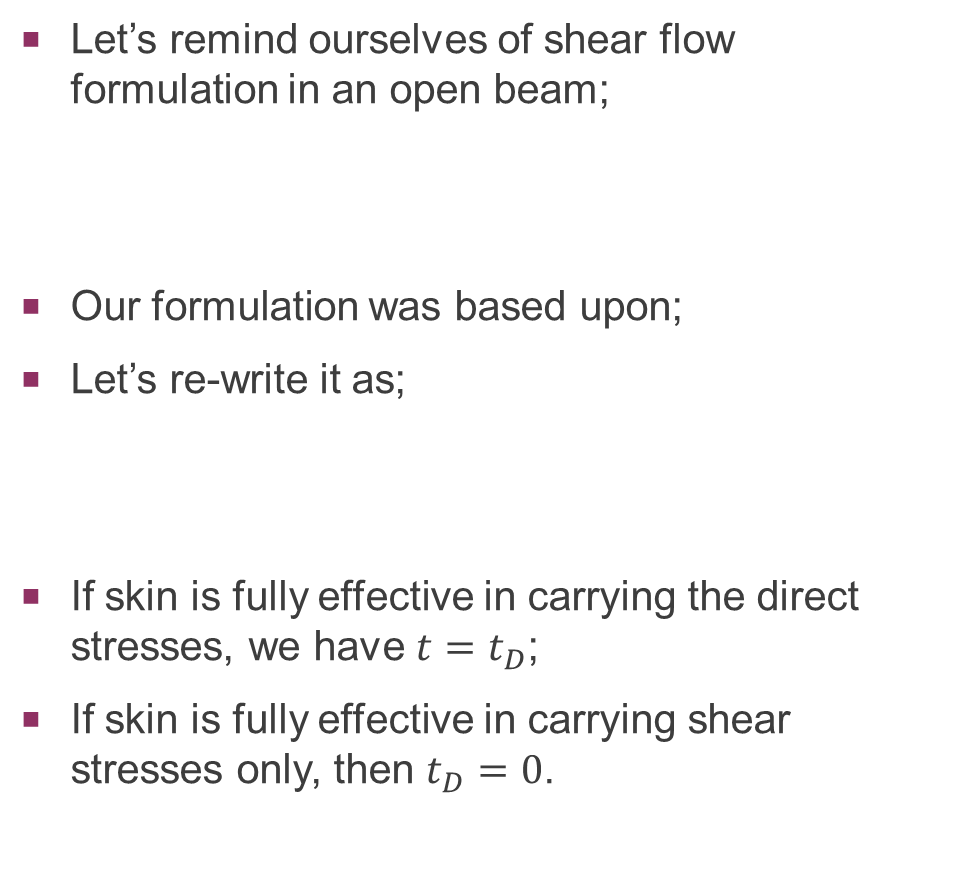 ▪ Let’s remind ourselves of shear flow
formulation in an open beam;
▪ Our formulation was based upon;
▪ Let’s re-write it as;
▪ If skin is fully effective in carrying the direct
stresses, we have 𝑡 = 𝑡_𝐷;
▪ If skin is fully effective in carrying shear
stresses only, then 𝑡_𝐷 = 0.